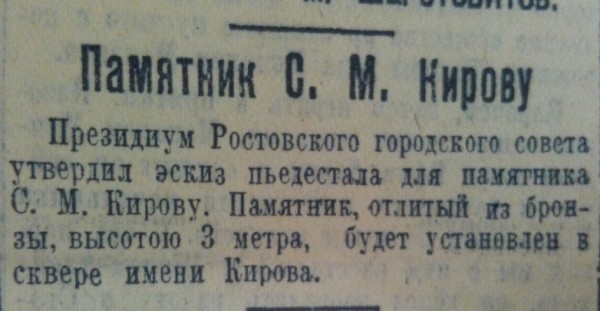 Памятник С. М. Кирову
Президиум Ростовского городского совета
утвердил эскиз пьедестала для памятника
С. М. Кирову. Памятник, отлитый из брон-
зы, высотою 3 метра, будет установлен в
сквере имени Кирова.